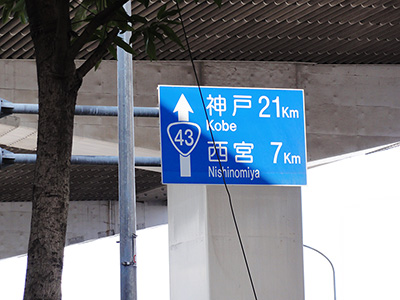 神戸 21Km
Kobe
43
西宮 7Km
Nishinomiya